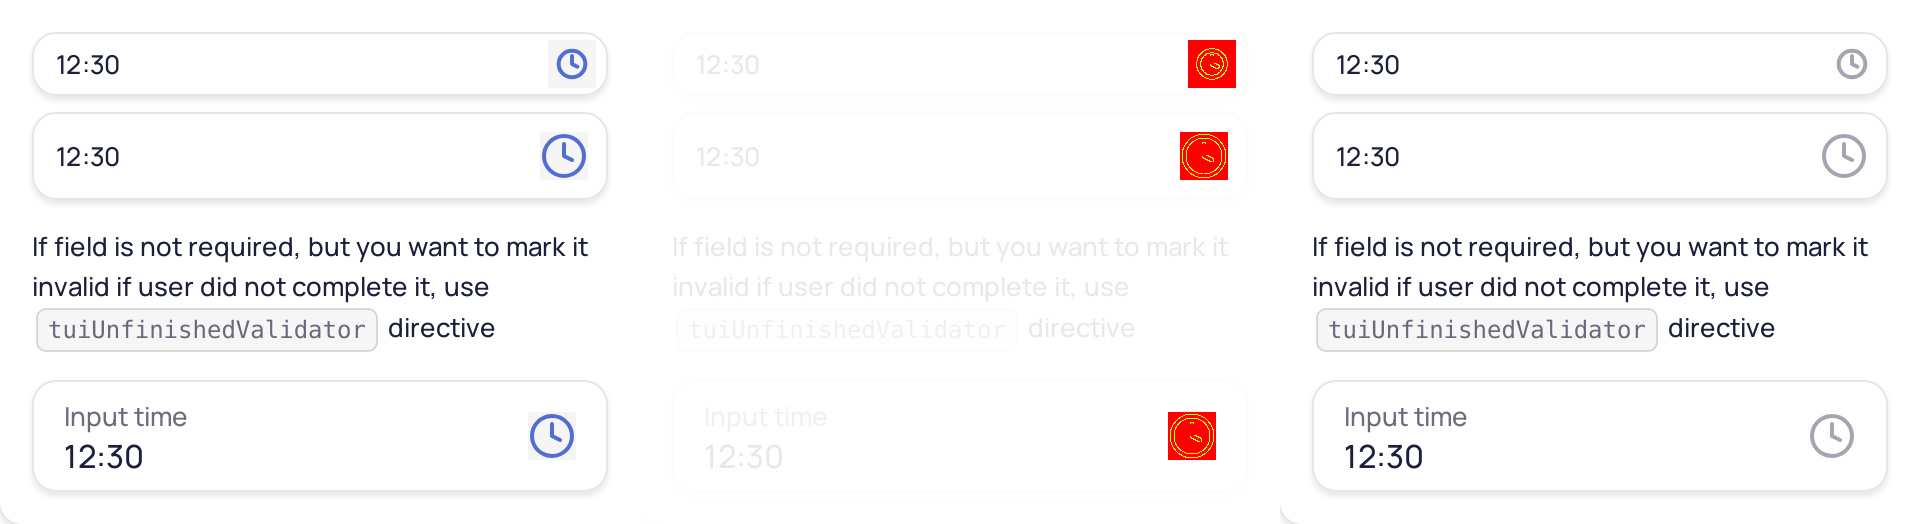 12:30
12:30
If field is not required, but you want to mark it
invalid if user did not complete it, use
tuiUnfinishedValidator directive
Input time
12:30
12:30
12:30
If field is not required, but you want to mark it
invalid if user did not complete it, use
tuiUnfinishedValidator directive
Input time
12:30
12:30
12:30
If field is not required, but you want to mark it
invalid if user did not complete it, use
tuiUnfinishedValidator directive
Input time
12:30